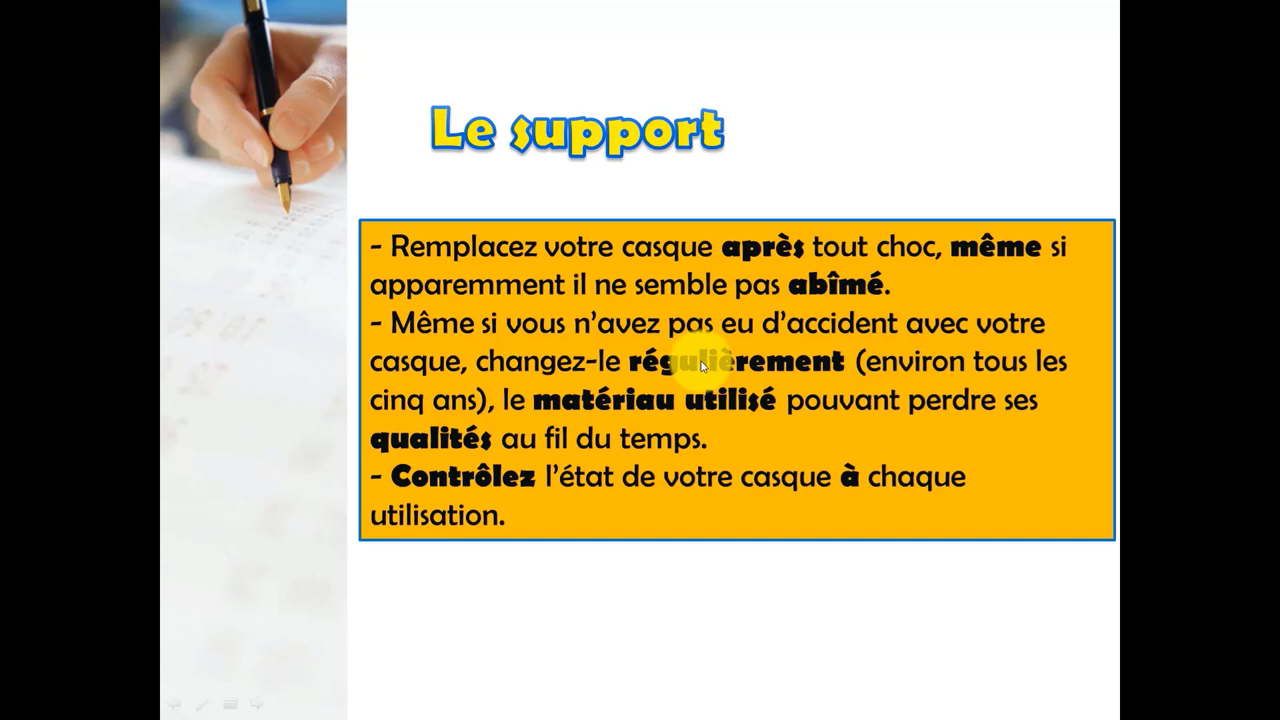 Le support
- Remplacez votre casque après tout choc, même si
apparemment il ne semble pas abîmé.
- Même si vous n’avez pas eu d’accident avec votre
casque, changez-le régulièrement (environ tous les
cinq ans), le matériau utilisé pouvant perdre ses
qualités au fil du temps.
- Contrôlez l’état de votre casque à chaque
utilisation.